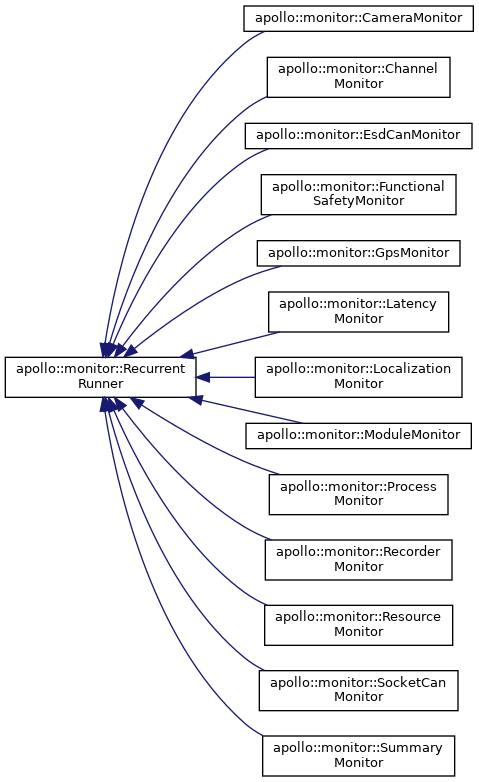 apollo::monitor::CameraMonitor
apollo::monitor::Channel
Monitor
apollo::monitor::EsdCanMonitor
apollo::monitor::Functional
SafetyMonitor
apollo::monitor::GpsMonitor
apollo::monitor::Latency
Monitor
apollo::monitor::Recurrent
Runner
apollo::monitor::Localization
Monitor
apollo::monitor::ModuleMonitor
apollo::monitor::Process
Monitor
apollo::monitor::Recorder
Monitor
apollo::monitor::Resource
Monitor
apollo::monitor::SocketCan
Monitor
apollo::monitor::Summary
Monitor